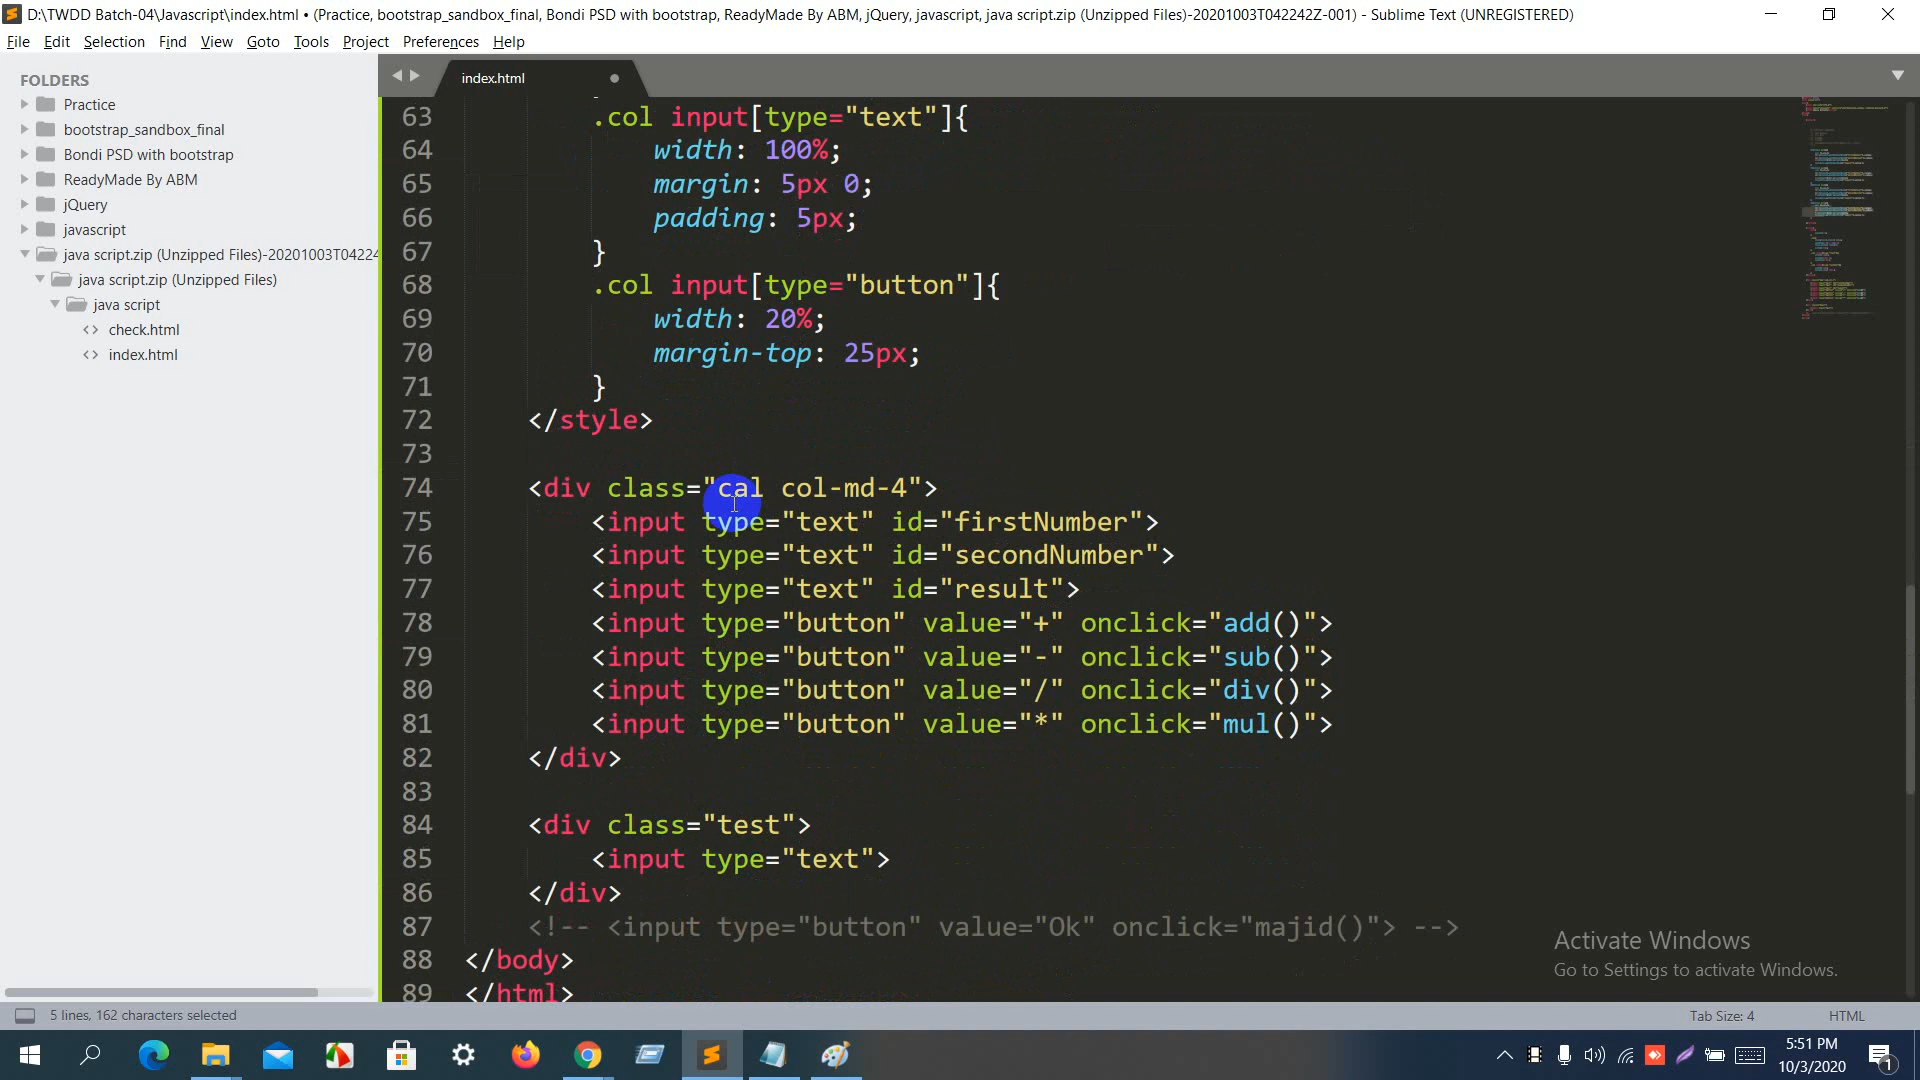 D:\TWDD Batch-04\Javascript\index.html • (Practice, bootstrap_sandbox_final, Bondi PSD with bootstrap, ReadyMade By ABM, jQuery, javascript, java script.zip (Unzipped Files)-20201003T042242Z-001) - Sublime Text (UNREGISTERED)
File Edit Selection Find View Goto Tools Project Preferences Help
FOLDERS
Practice
bootstrap_sandbox_final
Bondi PSD with bootstrap
ReadyMade By ABM
jQuery
javascript
java script.zip (Unzipped Files)-20201003T04224
java script.zip (Unzipped Files)
java script
<> check.html
<> index.html
index.html
63 .col input[type="text"]{
64 width: 100%;
65 margin: 5px 0;
66 padding: 5px;
67 }
68 .col input[type="button"]{
69 width: 20%;
70 margin-top: 25px;
71 }
72 </style>
73
74 <div class="cal col-md-4">
75 <input type="text" id="firstNumber">
76 <input type="text" id="secondNumber">
77 <input type="text" id="result">
78 <input type="button" value="+" onclick="add()">
79 <input type="button" value="-" onclick="sub()">
80 <input type="button" value="/" onclick="div()">
81 <input type="button" value="*" onclick="mul()">
82 </div>
83
84 <div class="test">
85 <input type="text">
86 </div>
87 <!-- <input type="button" value="Ok" onclick="majid()"> -->
88 </body>
89 </html>
Activate Windows
Go to Settings to activate Windows.
5 lines, 162 characters selected
Tab Size: 4
HTML
5:51 PM
10/3/2020
1